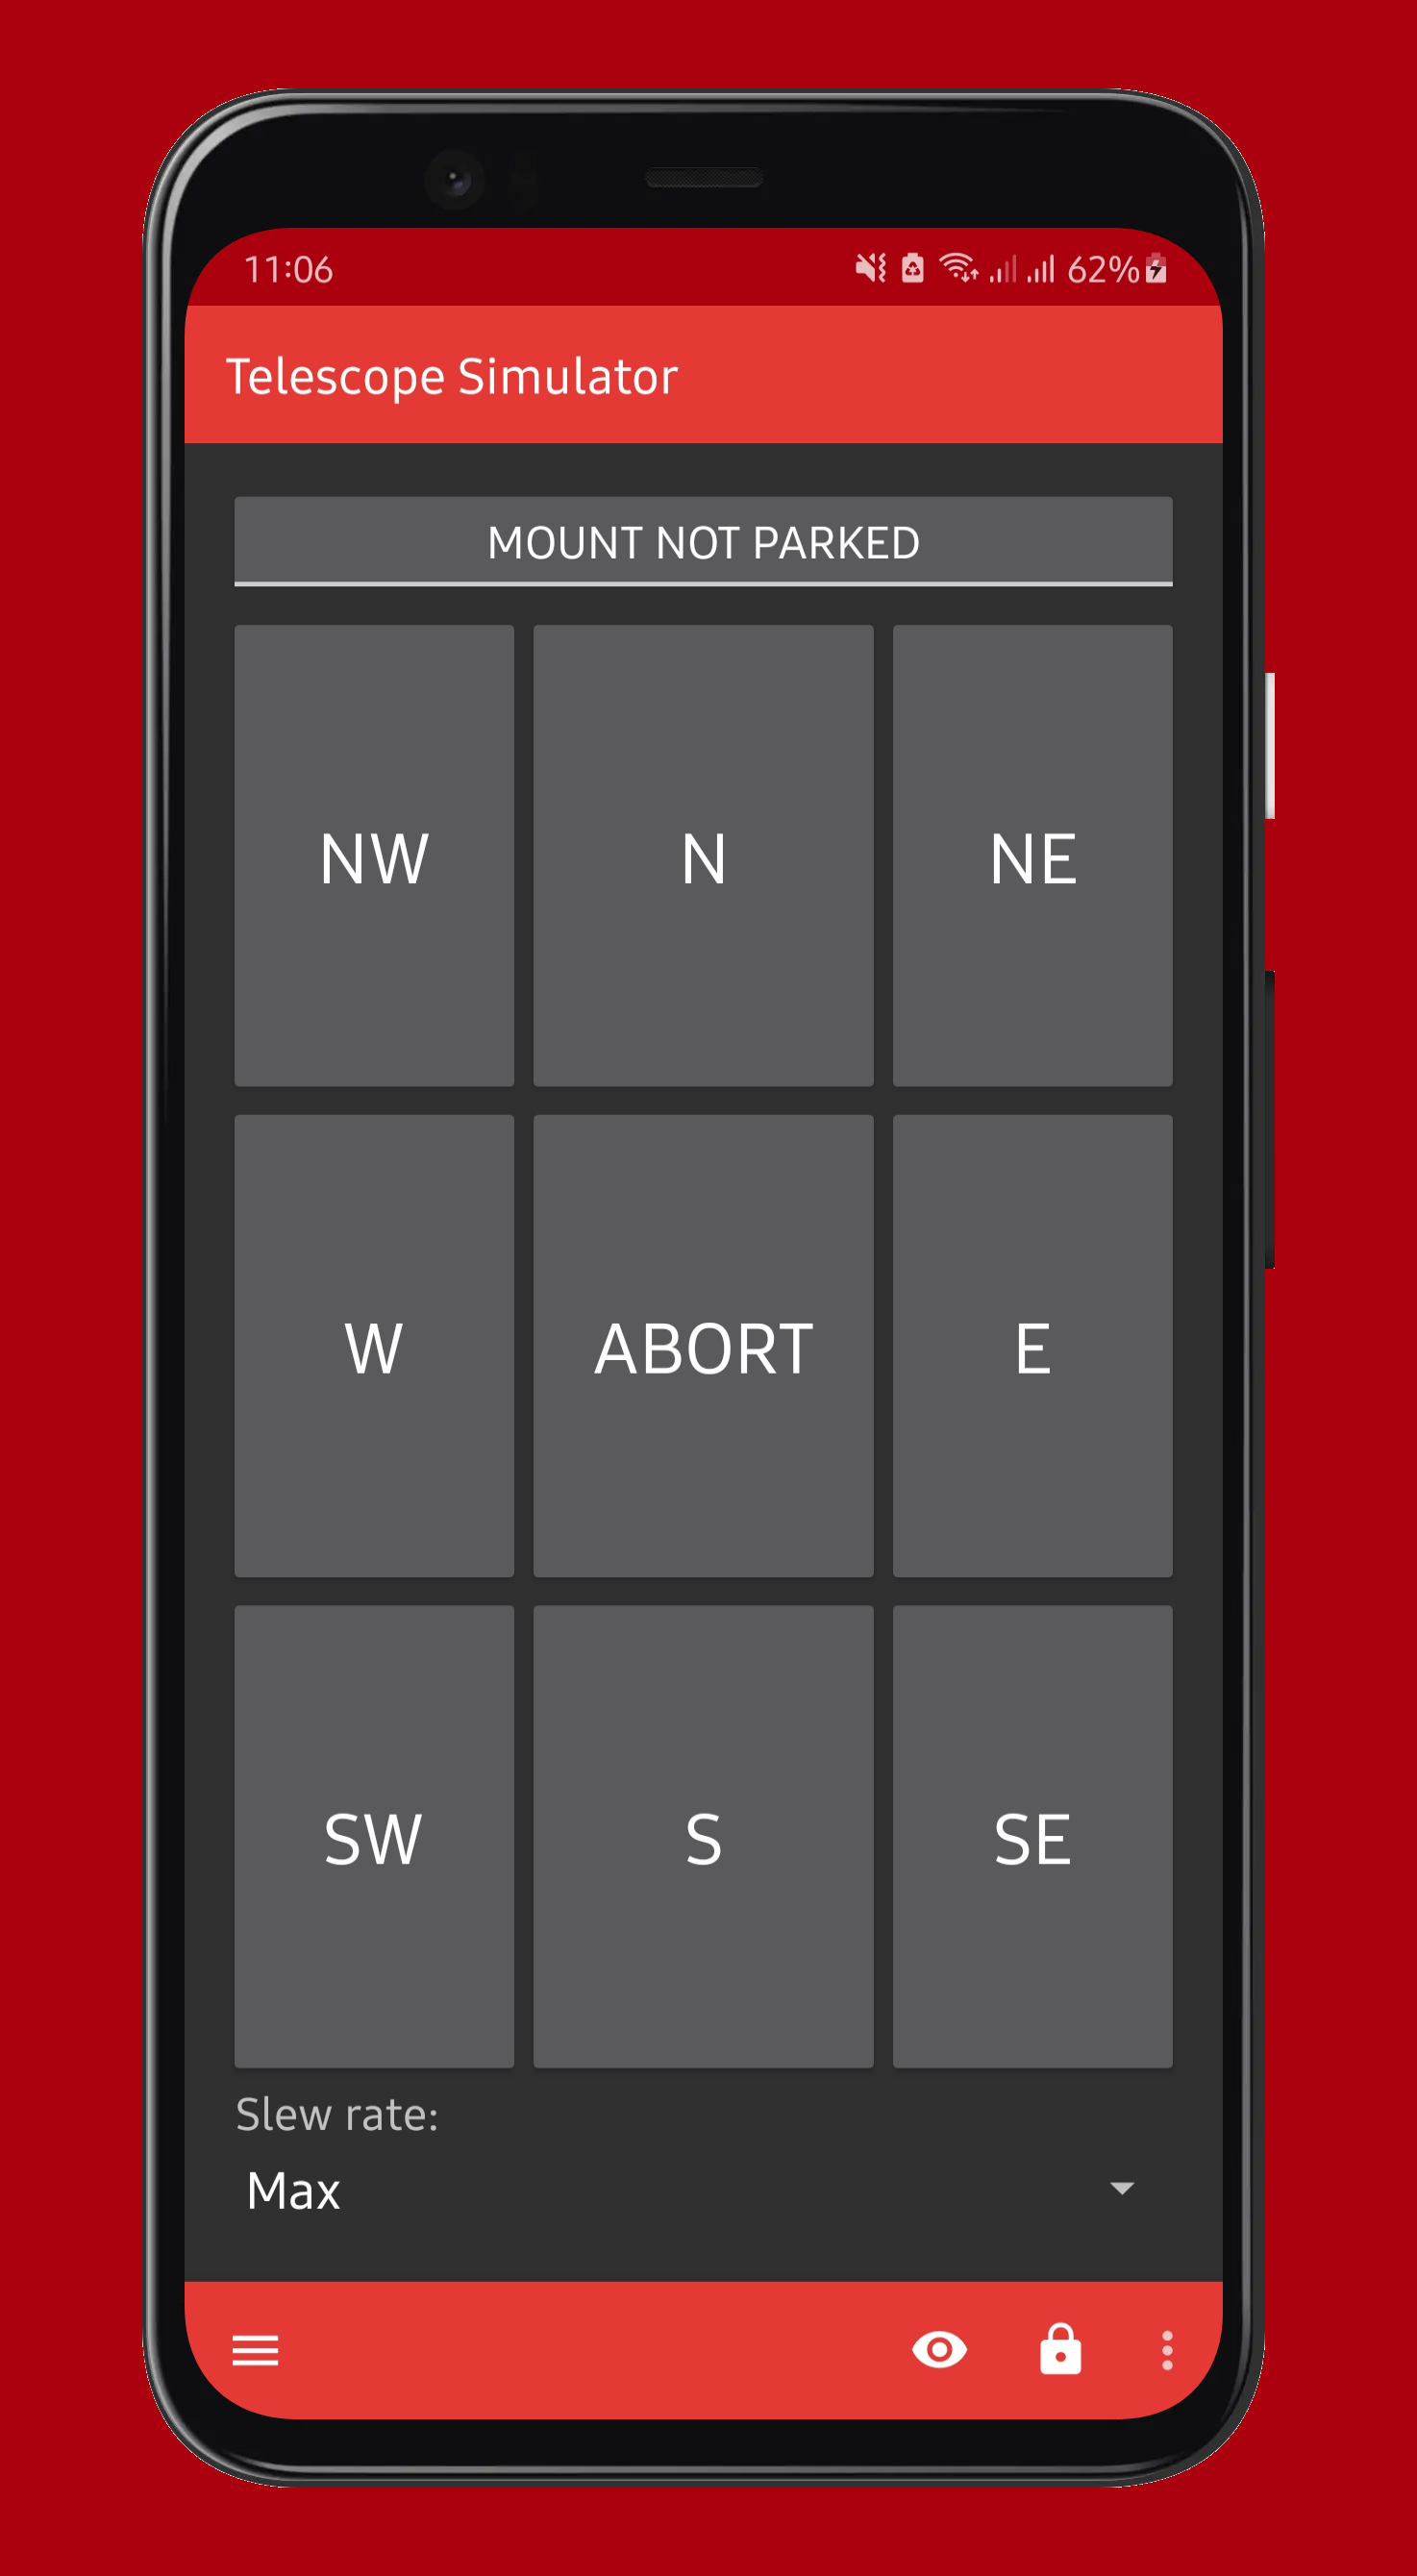 11:06 62%
Telescope Simulator
MOUNT NOT PARKED
NW N NE
W ABORT E
SW S SE
Slew rate:
Max